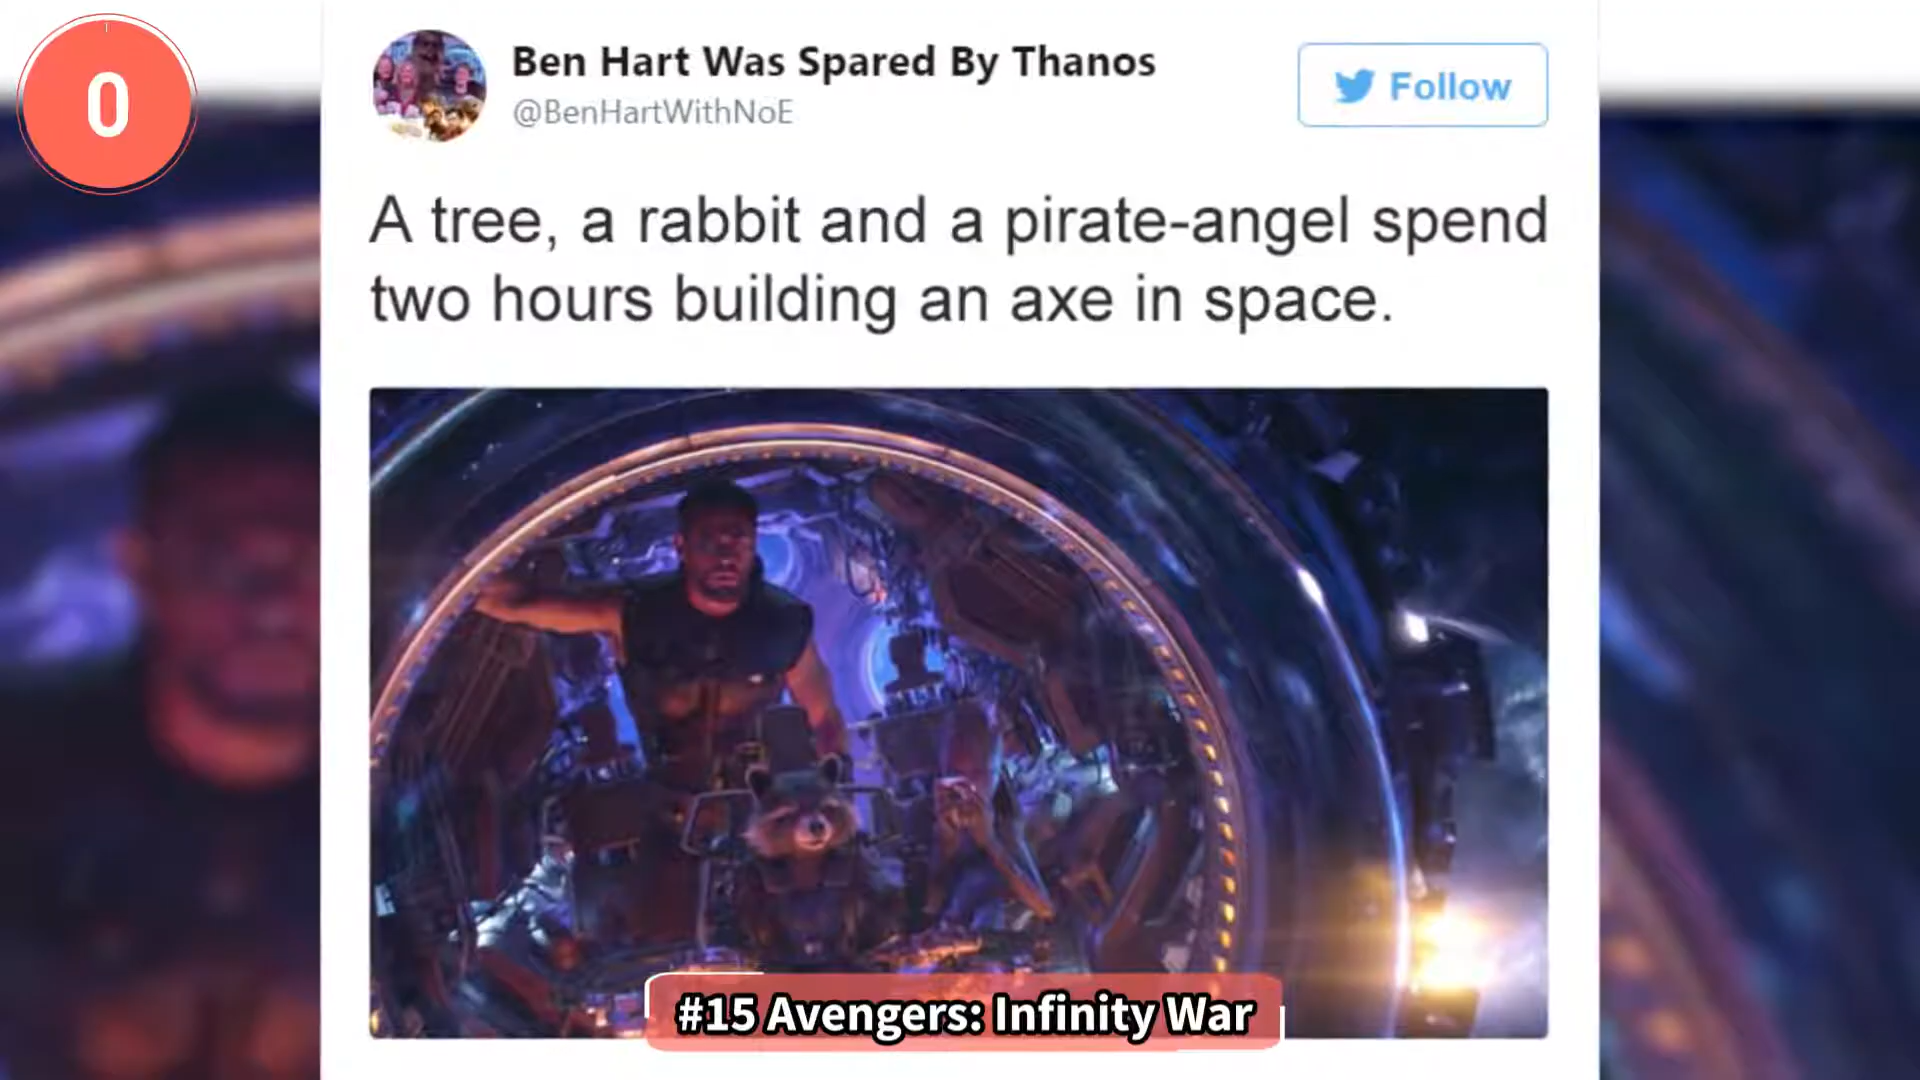 0
Ben Hart Was Spared By Thanos
@BenHartWithNoE
Follow
A tree, a rabbit and a pirate-angel spend
two hours building an axe in space.
#15 Avengers: Infinity War